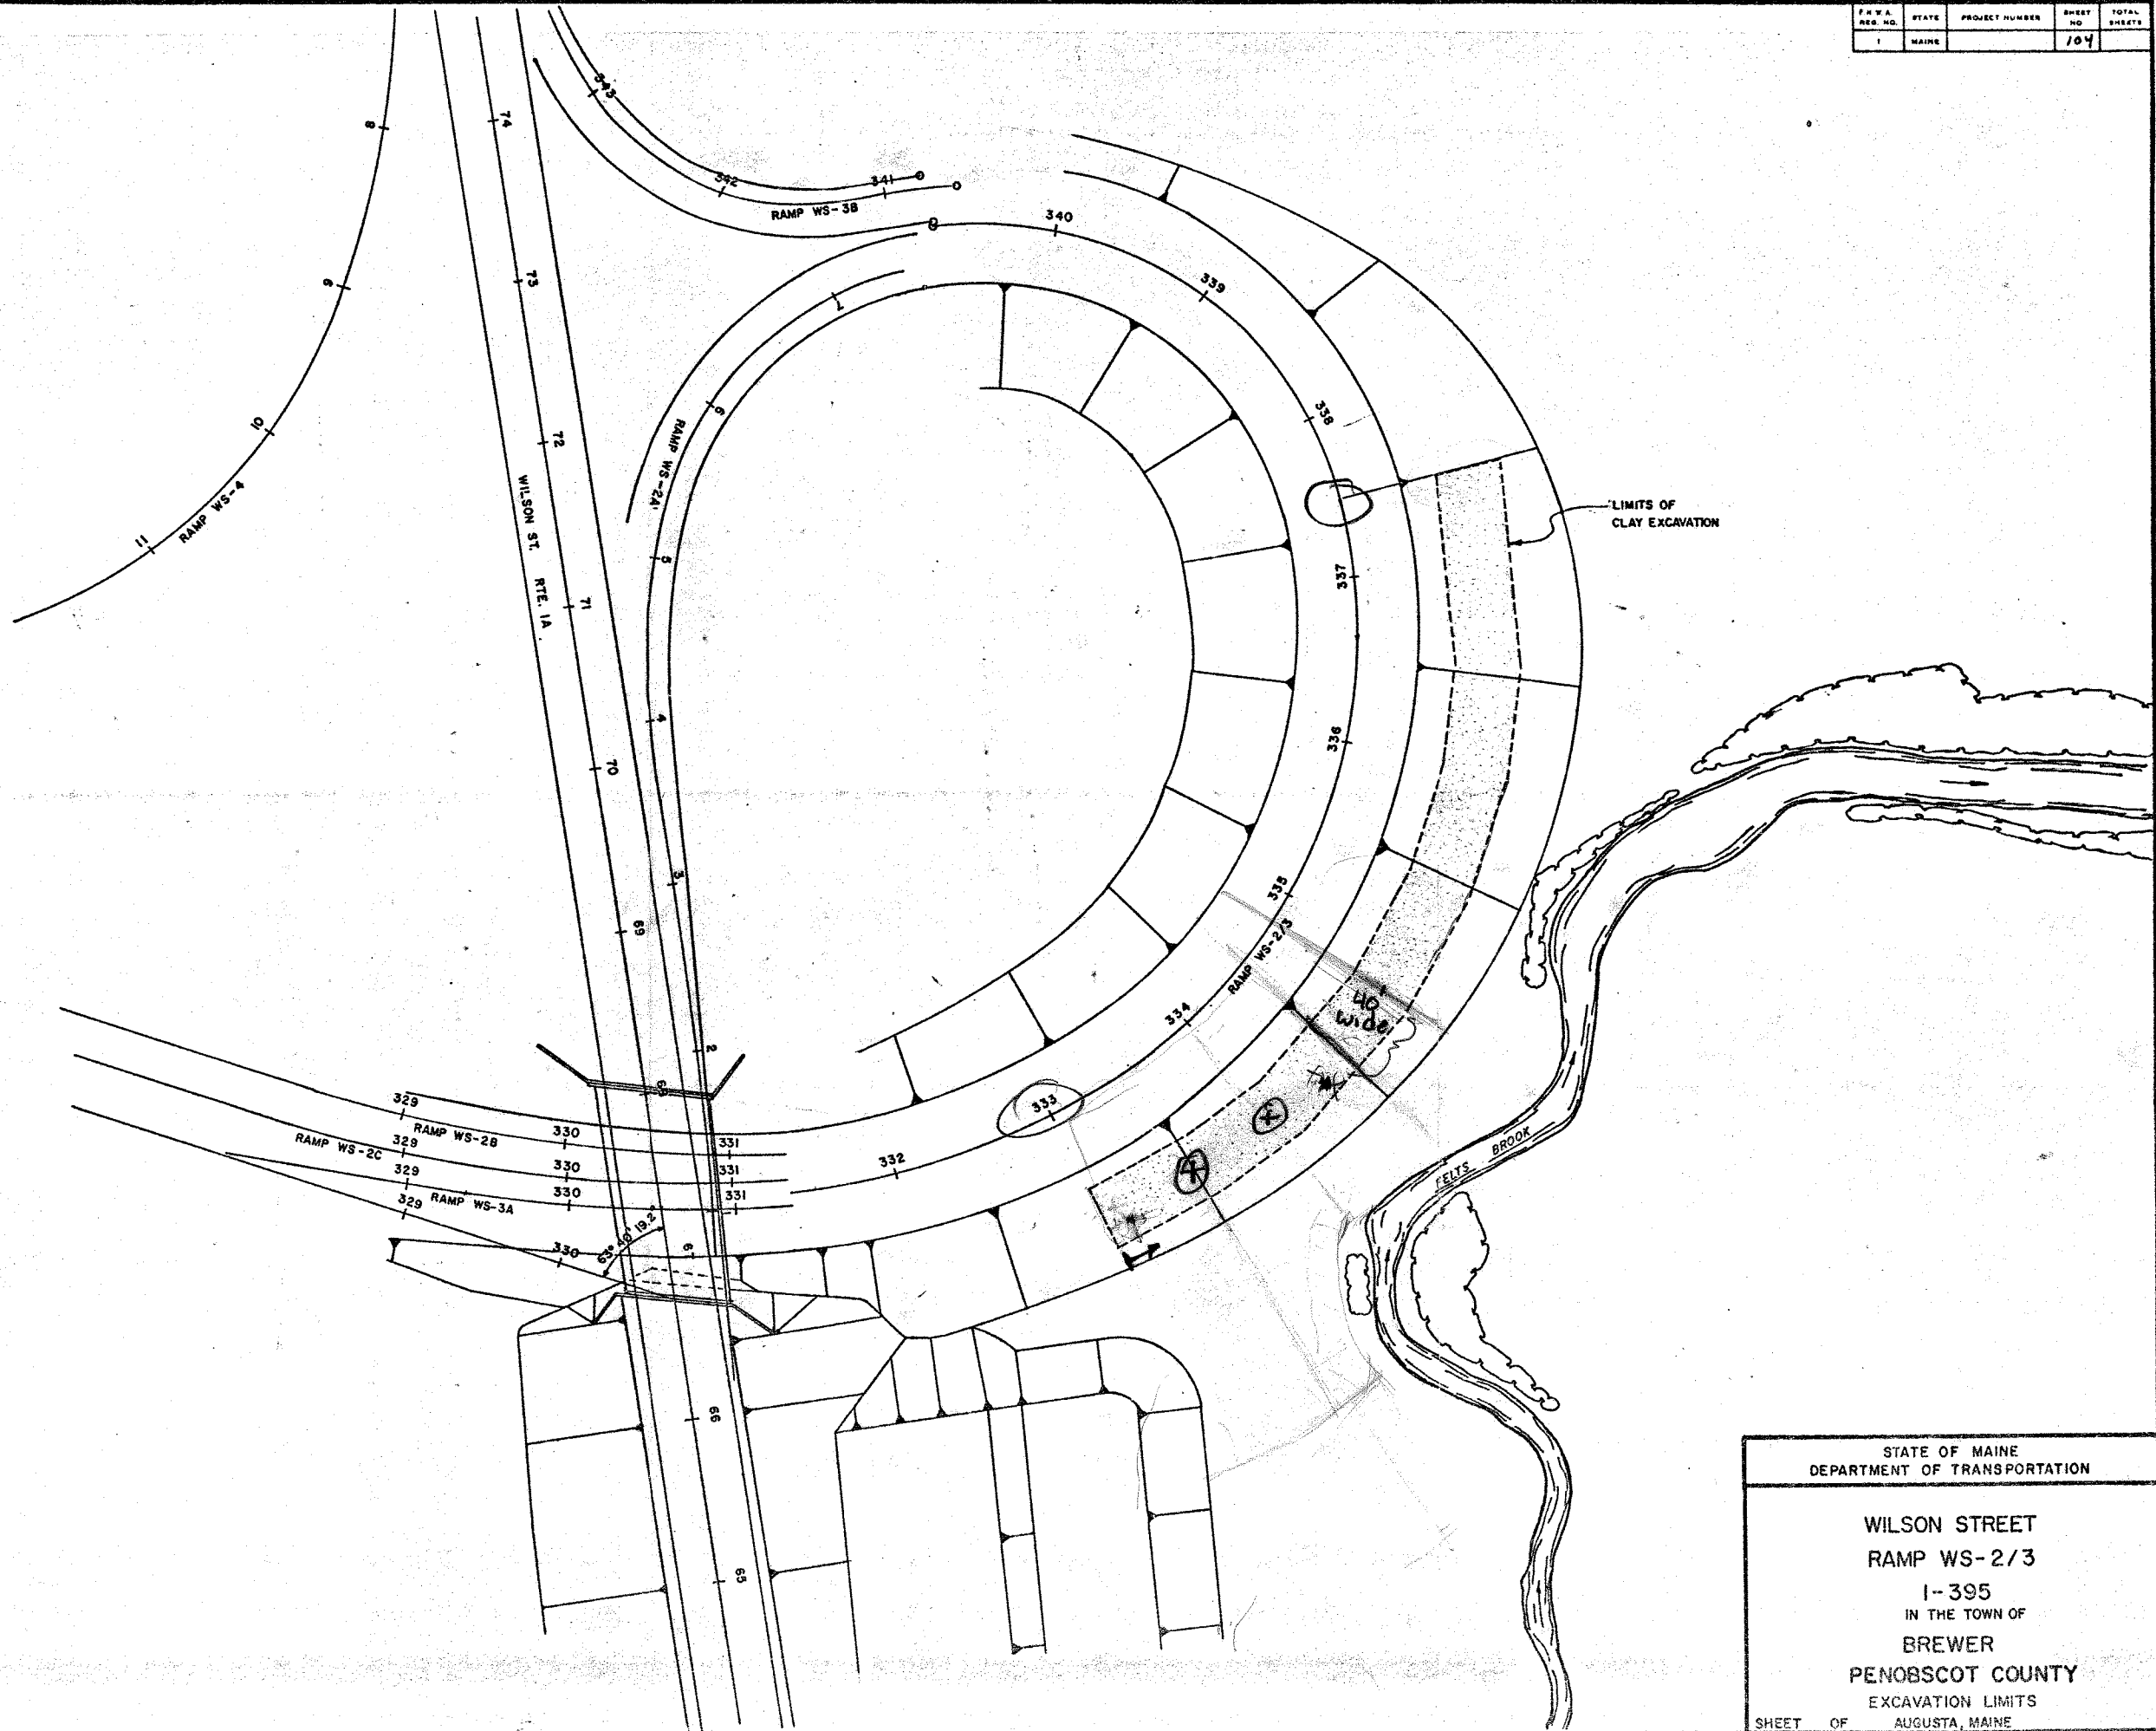 F.H.W.A. REG. NO. STATE PROJECT NUMBER SHEET NO TOTAL SHEETS
1 MAINE 104
343
342
341
RAMP WS-3B
8
340
339
338
337
336
335
RAMP WS-2/3
334
333
332
74
73
72
71
70
69
68
67
66
65
WILSON ST. RTE. 1A
8
9
10
11
RAMP WS-4
7
6
RAMP WS-2A
5
4
3
2
LIMITS OF
CLAY EXCAVATION
40'
wide
329
RAMP WS-2B
330
331
RAMP WS-2C
329
330
331
329
RAMP WS-3A
330
331
329
330
63° 40' 19.2"
FELTS BROOK
STATE OF MAINE
DEPARTMENT OF TRANSPORTATION
WILSON STREET
RAMP WS-2/3
I-395
IN THE TOWN OF
BREWER
PENOBSCOT COUNTY
EXCAVATION LIMITS
SHEET OF AUGUSTA, MAINE